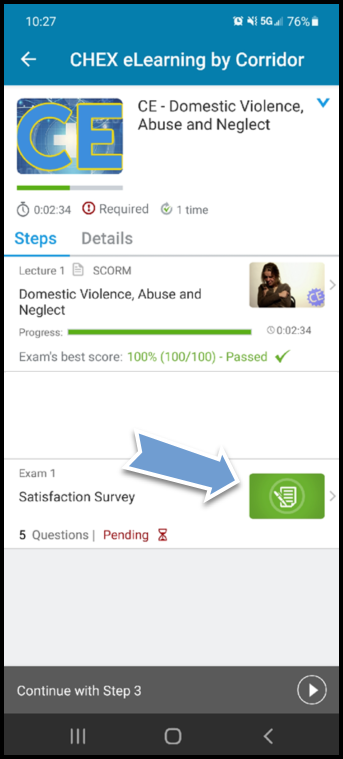 10:27
5G 76%
CHEX eLearning by Corridor
CE
CE - Domestic Violence,
Abuse and Neglect
0:02:34 Required 1 time
Steps Details
Lecture 1 SCORM
Domestic Violence, Abuse and
Neglect
CE
Progress: 0:02:34
Exam's best score: 100% (100/100) - Passed
Exam 1
Satisfaction Survey
5 Questions | Pending
Continue with Step 3